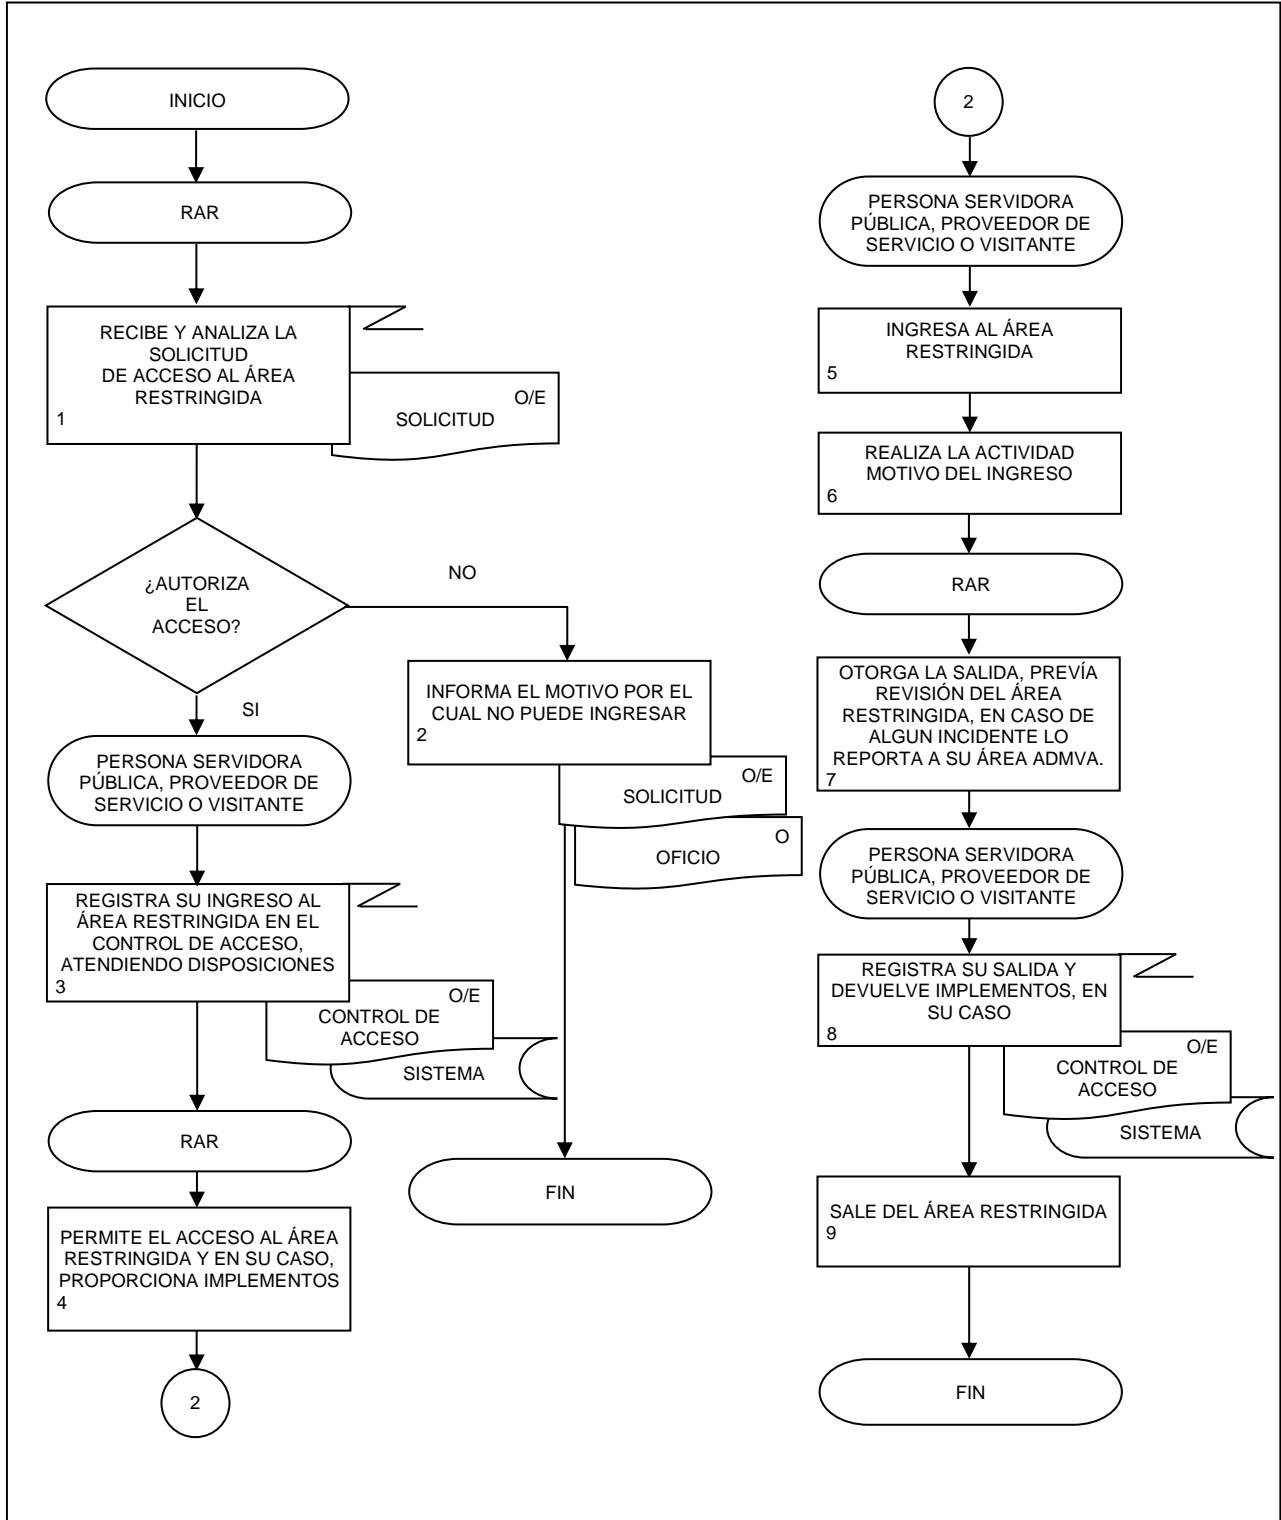 INICIO
RAR
RECIBE Y ANALIZA LA
SOLICITUD
DE ACCESO AL ÁREA
RESTRINGIDA
1
O/E
SOLICITUD
¿AUTORIZA
EL
ACCESO?
NO
INFORMA EL MOTIVO POR EL
CUAL NO PUEDE INGRESAR
2
O/E
SOLICITUD
O
OFICIO
FIN
SI
PERSONA SERVIDORA
PÚBLICA, PROVEEDOR DE
SERVICIO O VISITANTE
REGISTRA SU INGRESO AL
ÁREA RESTRINGIDA EN EL
CONTROL DE ACCESO,
ATENDIENDO DISPOSICIONES
3
O/E
CONTROL DE
ACCESO
SISTEMA
RAR
PERMITE EL ACCESO AL ÁREA
RESTRINGIDA Y EN SU CASO,
PROPORCIONA IMPLEMENTOS
4
2
2
PERSONA SERVIDORA
PÚBLICA, PROVEEDOR DE
SERVICIO O VISITANTE
INGRESA AL ÁREA
RESTRINGIDA
5
REALIZA LA ACTIVIDAD
MOTIVO DEL INGRESO
6
RAR
OTORGA LA SALIDA, PREVÍA
REVISIÓN DEL ÁREA
RESTRINGIDA, EN CASO DE
ALGUN INCIDENTE LO
REPORTA A SU ÁREA ADMVA.
7
PERSONA SERVIDORA
PÚBLICA, PROVEEDOR DE
SERVICIO O VISITANTE
REGISTRA SU SALIDA Y
DEVUELVE IMPLEMENTOS, EN
SU CASO
8
O/E
CONTROL DE
ACCESO
SISTEMA
SALE DEL ÁREA RESTRINGIDA
9
FIN